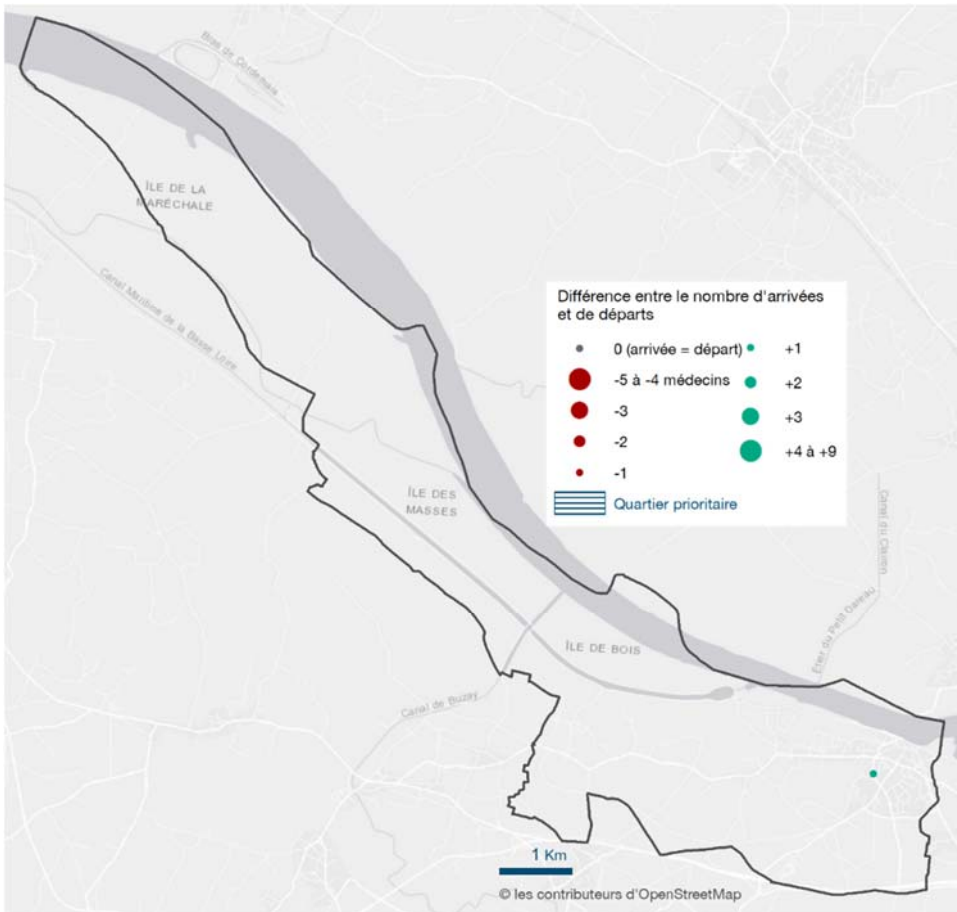 Bras de Cordemais
ÎLE DE LA
MARÉCHALE
Canal Maritime de la Basse Loire
Différence entre le nombre d'arrivées
et de départs
0 (arrivée = départ)
-5 à -4 médecins
-3
-2
-1
+1
+2
+3
+4 à +9
Quartier prioritaire
ÎLE DES
MASSES
Canal du Claireau
Étier du Petit Gareau
ÎLE DE BOIS
Canal de Buzay
1 Km
© les contributeurs d'OpenStreetMap